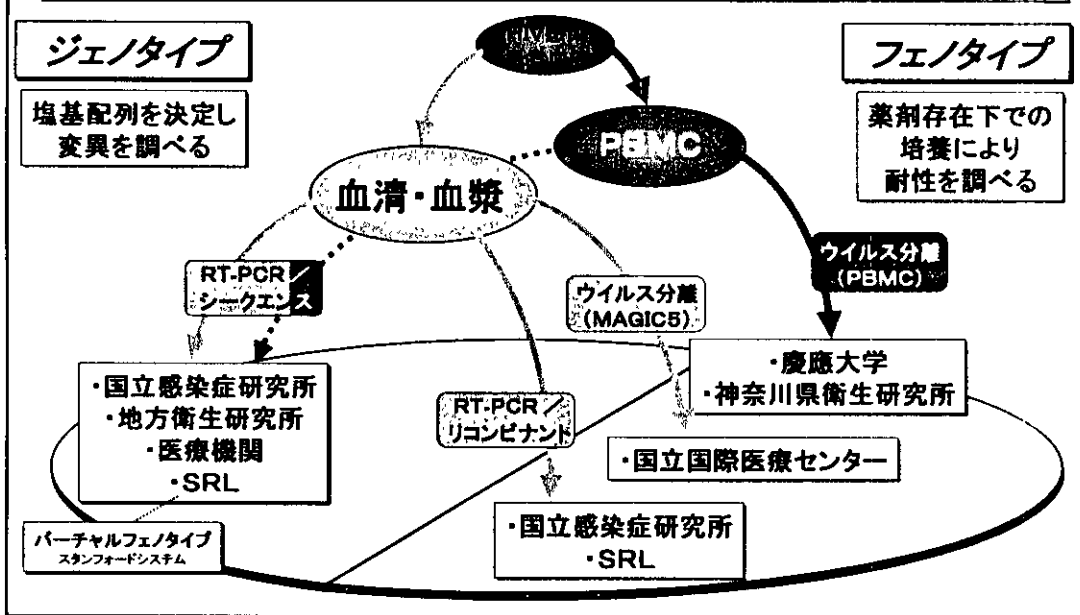 ジェノタイプ
塩基配列を決定し
変異を調べる
フェノタイプ
薬剤存在下での
培養により
耐性を調べる
PBMC
血清・血漿
RT-PCR／
シークエンス
ウイルス分離
(MAGIC5)
ウイルス分離
(PBMC)
RT-PCR／
リコンビナント
・国立感染症研究所
・地方衛生研究所
・医療機関
・SRL
・慶應大学
・神奈川県衛生研究所
・国立国際医療センター
・国立感染症研究所
・SRL
バーチャルフェノタイプ
スタンフォードシステム